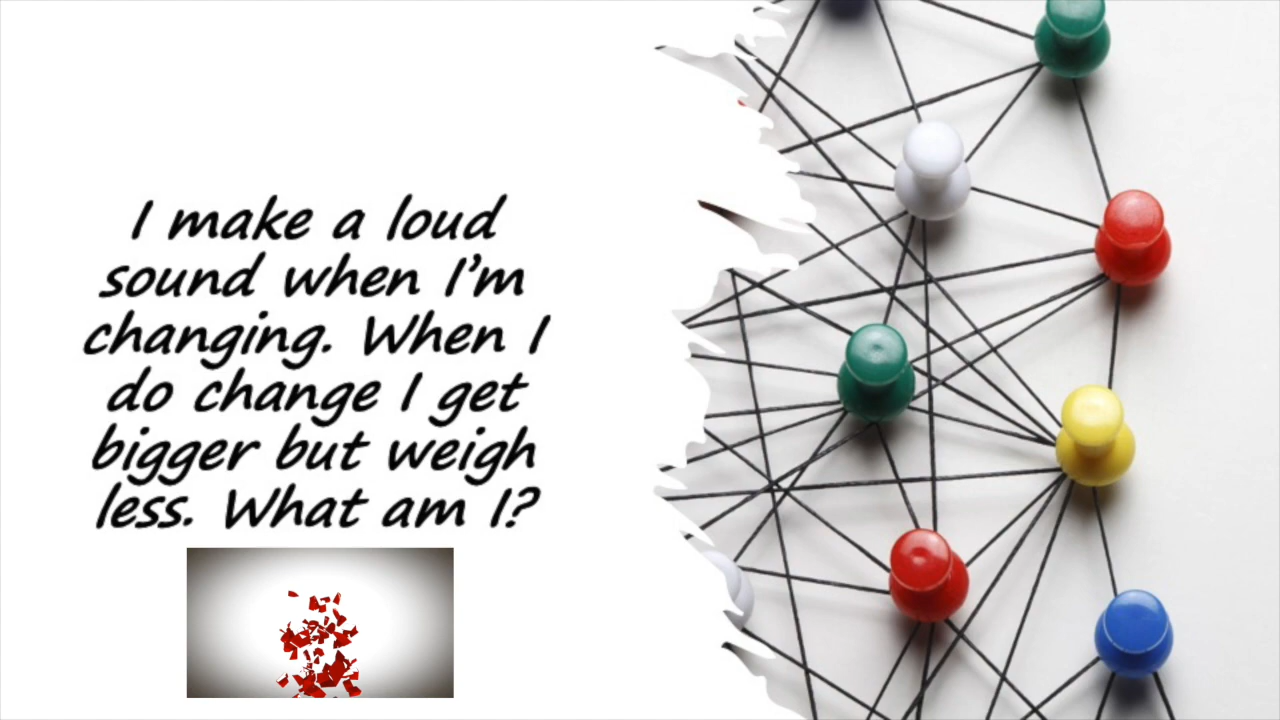 I make a loud
sound when I’m
changing. When I
do change I get
bigger but weigh
less. What am I?